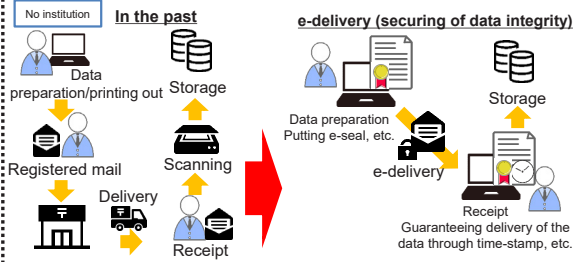 No institution
In the past
Data
preparation/printing out
Registered mail
〒
Delivery
〒
Storage
Scanning
Receipt
e-delivery (securing of data integrity)
Data preparation
Putting e-seal, etc.
e-delivery
Storage
Receipt
Guaranteeing delivery of the
data through time-stamp, etc.